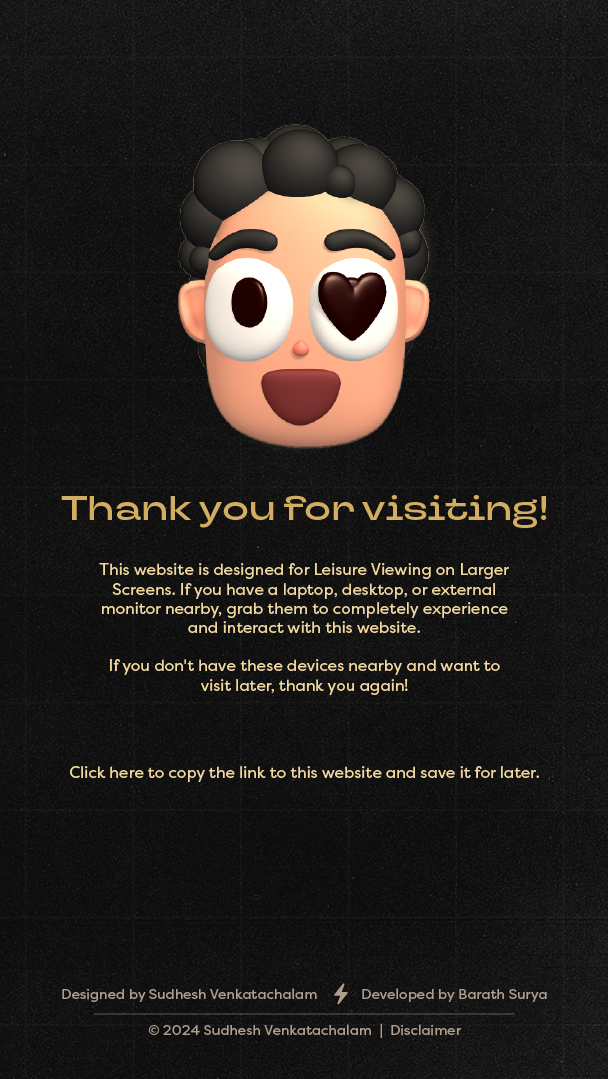 Thank you for visiting!
This website is designed for Leisure Viewing on Larger
Screens. If you have a laptop, desktop, or external
monitor nearby, grab them to completely experience
and interact with this website.
If you don't have these devices nearby and want to
visit later, thank you again!
Click here to copy the link to this website and save it for later.
Designed by Sudhesh Venkatachalam Developed by Barath Surya
© 2024 Sudhesh Venkatachalam | Disclaimer